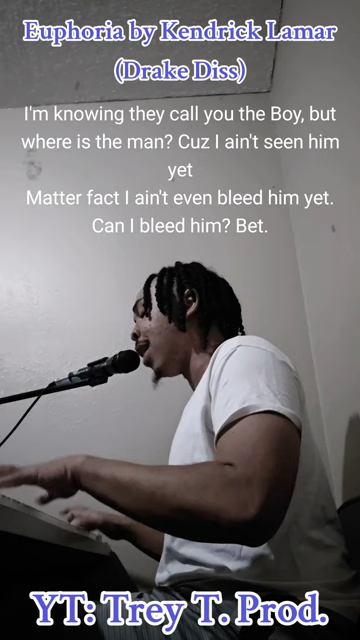 Euphoria by Kendrick Lamar
(Drake Diss)
I'm knowing they call you the Boy, but
where is the man? Cuz I ain't seen him
yet
Matter fact I ain't even bleed him yet.
Can I bleed him? Bet.
YT: Trey T. Prod.